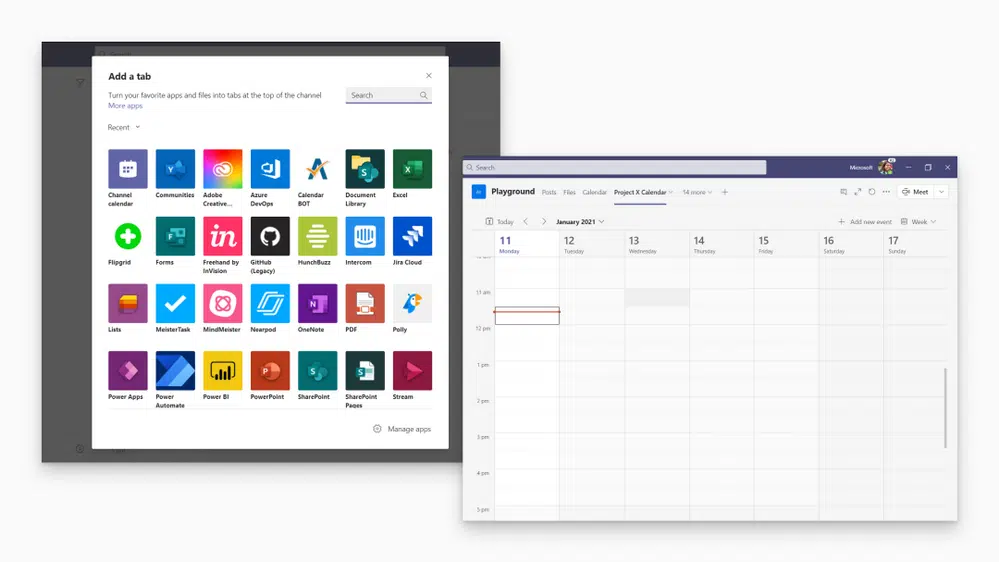 Search
Add a tab
Turn your favorite apps and files into tabs at the top of the channel
More apps
Search
Recent
Channel calendar
Communities
Adobe Creative...
Azure DevOps
Calendar BOT
Document Library
Excel
Flipgrid
Forms
Freehand by InVision
GitHub (Legacy)
HunchBuzz
Intercom
Jira Cloud
Lists
MeisterTask
MindMeister
Nearpod
OneNote
PDF
Polly
Power Apps
Power Automate
Power BI
PowerPoint
SharePoint
SharePoint Pages
Stream
Manage apps
Search
Microsoft
Playground
Posts
Files
Calendar
Project X Calendar
14 more
Meet
Today
January 2021
Add new event
Week
11
Monday
12
Tuesday
13
Wednesday
14
Thursday
15
Friday
16
Saturday
17
Sunday
11 am
12 pm
1 pm
2 pm
3 pm
4 pm
5 pm